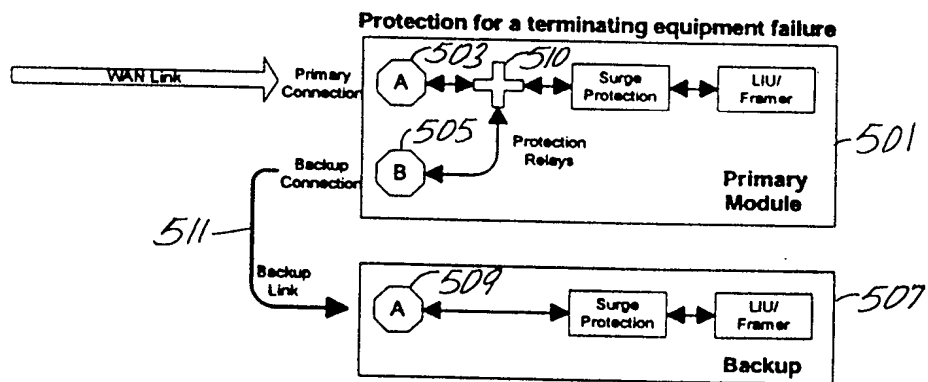 Protection for a terminating equipment failure
503
510
WAN Link
Primary
Connection
A
Surge
Protection
LIU/
Framer
505
Protection
Relays
501
Backup
Connection
B
Primary
Module
511
Backup
Link
509
A
Surge
Protection
LIU/
Framer
507
Backup